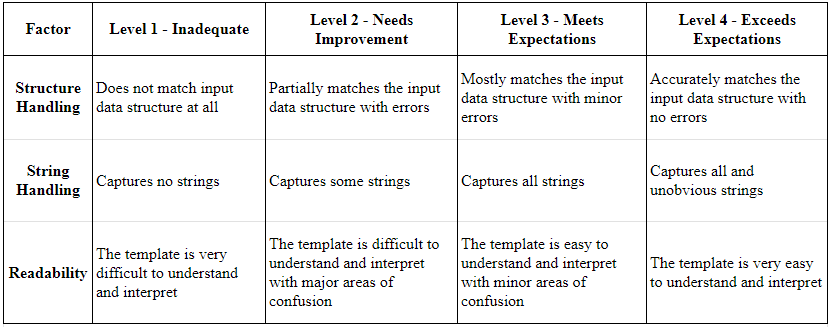 Factor
Level 1 - Inadequate
Level 2 - Needs
Improvement
Level 3 - Meets
Expectations
Level 4 - Exceeds
Expectations
Structure
Handling
Does not match input
data structure at all
Partially matches the input
data structure with errors
Mostly matches the input
data structure with minor
errors
Accurately matches the
input data structure with
no errors
String
Handling
Captures no strings
Captures some strings
Captures all strings
Captures all and
unobvious strings
Readability
The template is very
difficult to understand
and interpret
The template is difficult to
understand and interpret
with major areas of
confusion
The template is easy to
understand and interpret
with minor areas of
confusion
The template is very easy
to understand and interpret